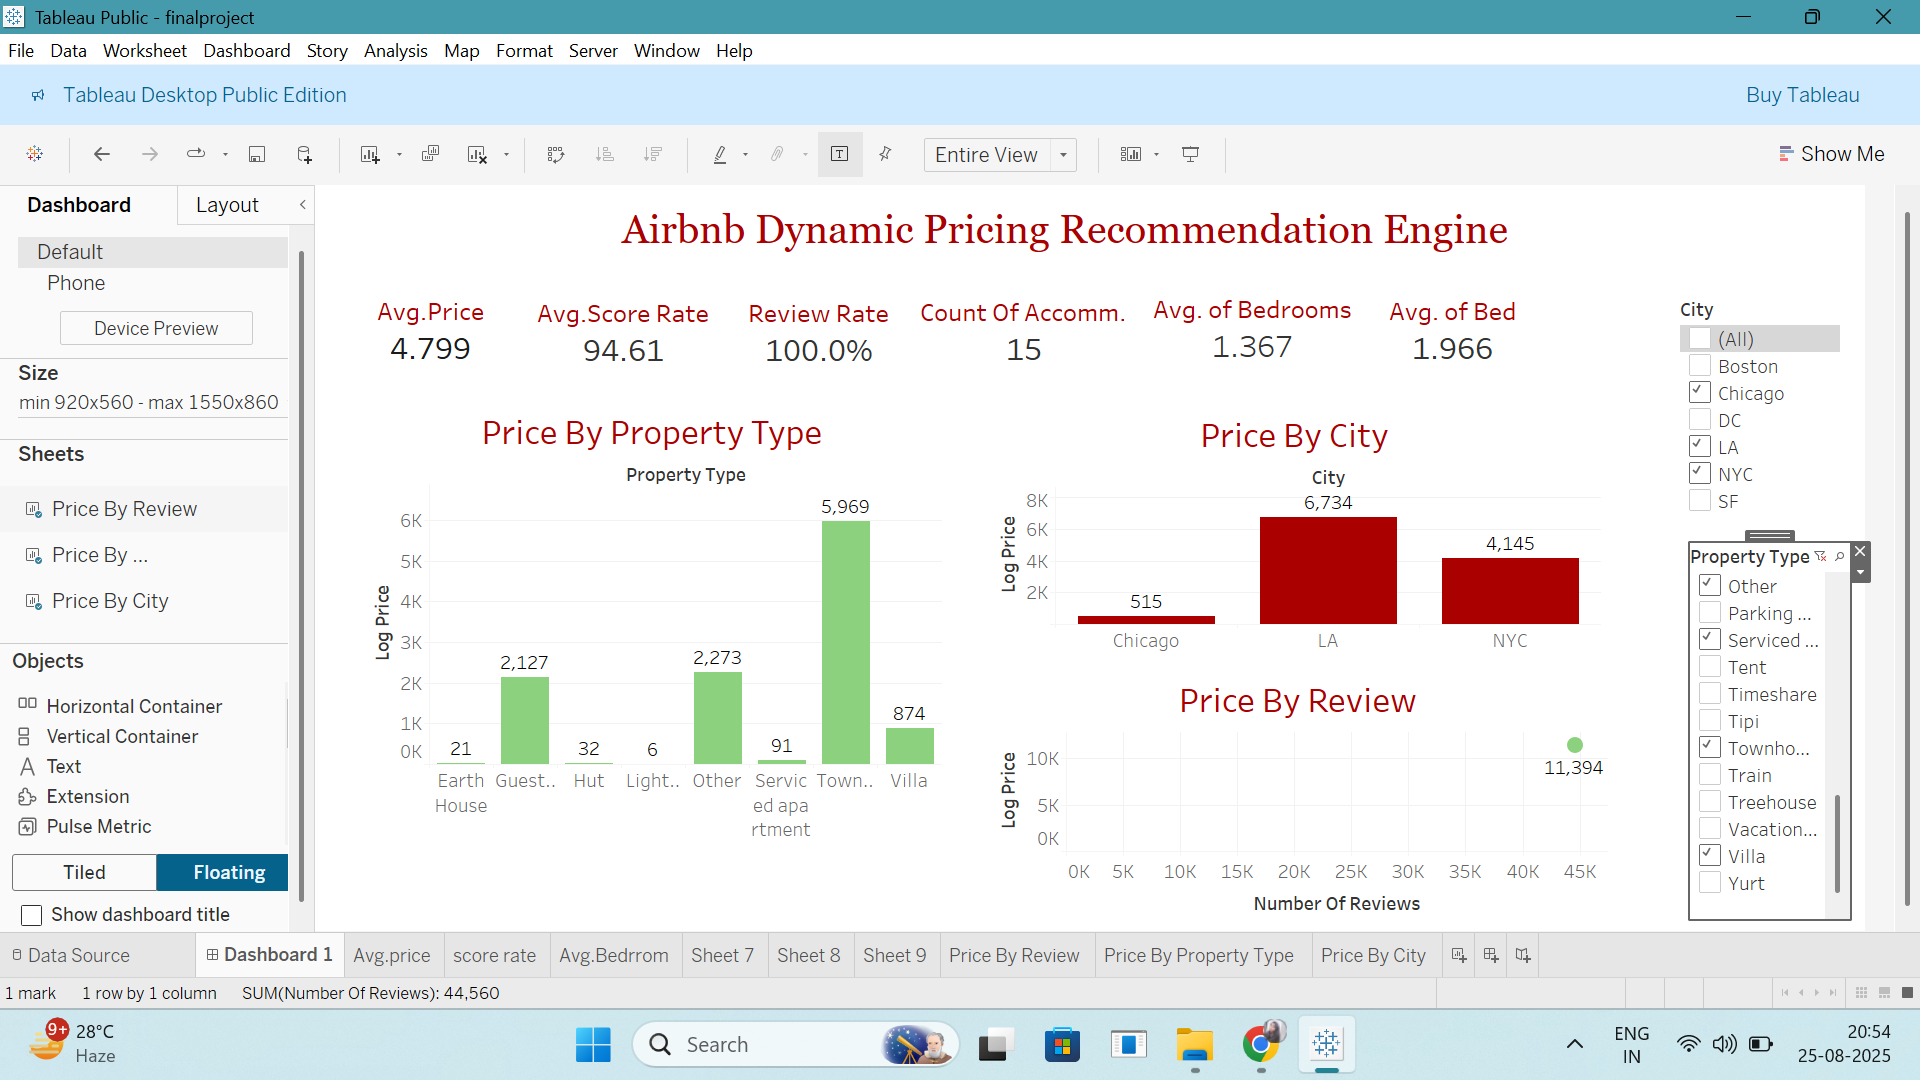 Tableau Public - finalproject
File Data Worksheet Dashboard Story Analysis Map Format Server Window Help
Tableau Desktop Public Edition
Buy Tableau
Entire View
Show Me
Dashboard
Layout
Default
Phone
Device Preview
Size
min 920x560 - max 1550x860
Sheets
Price By Review
Price By ...
Price By City
Objects
Horizontal Container
Vertical Container
Text
Extension
Pulse Metric
Tiled
Floating
Show dashboard title
Airbnb Dynamic Pricing Recommendation Engine
Avg.Price
4.799
Avg.Score Rate
94.61
Review Rate
100.0%
Count Of Accomm.
15
Avg. of Bedrooms
1.367
Avg. of Bed
1.966
Price By Property Type
Property Type
Log Price
6K
5K
4K
3K
2K
1K
0K
21
2,127
32
6
2,273
91
5,969
874
Earth House
Guest..
Hut
Light..
Other
Servic
ed apa
rtment
Town..
Villa
Price By City
City
Log Price
8K
6K
4K
2K
515
6,734
4,145
Chicago
LA
NYC
Price By Review
Log Price
10K
5K
0K
11,394
0K 5K 10K 15K 20K 25K 30K 35K 40K 45K
Number Of Reviews
City
(All)
Boston
Chicago
DC
LA
NYC
SF
Property Type
Other
Parking ...
Serviced ...
Tent
Timeshare
Tipi
Townho...
Train
Treehouse
Vacation...
Villa
Yurt
Data Source
Dashboard 1
Avg.price
score rate
Avg.Bedrrom
Sheet 7
Sheet 8
Sheet 9
Price By Review
Price By Property Type
Price By City
1 mark 1 row by 1 column SUM(Number Of Reviews): 44,560
9+
28°C
Haze
Search
ENG
IN
20:54
25-08-2025